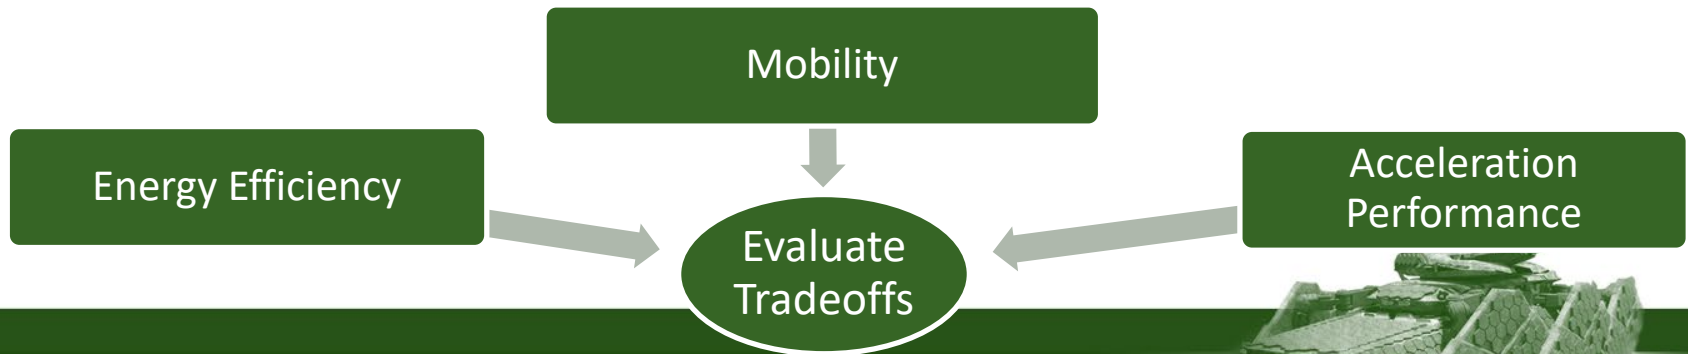 Mobility
Energy Efficiency
Acceleration
Performance
Evaluate
Tradeoffs